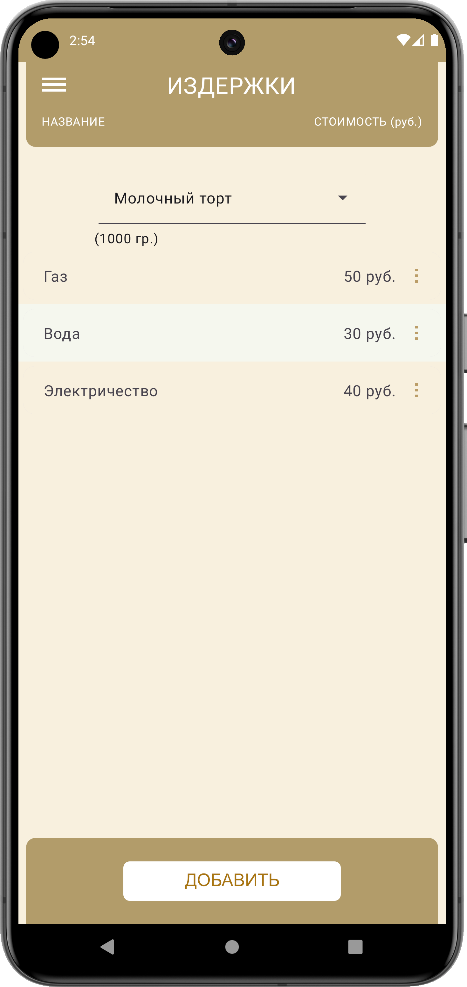 2:54
ИЗДЕРЖКИ
НАЗВАНИЕ СТОИМОСТЬ (руб.)
Молочный торт
(1000 гр.)
Газ 50 руб.
Вода 30 руб.
Электричество 40 руб.
ДОБАВИТЬ